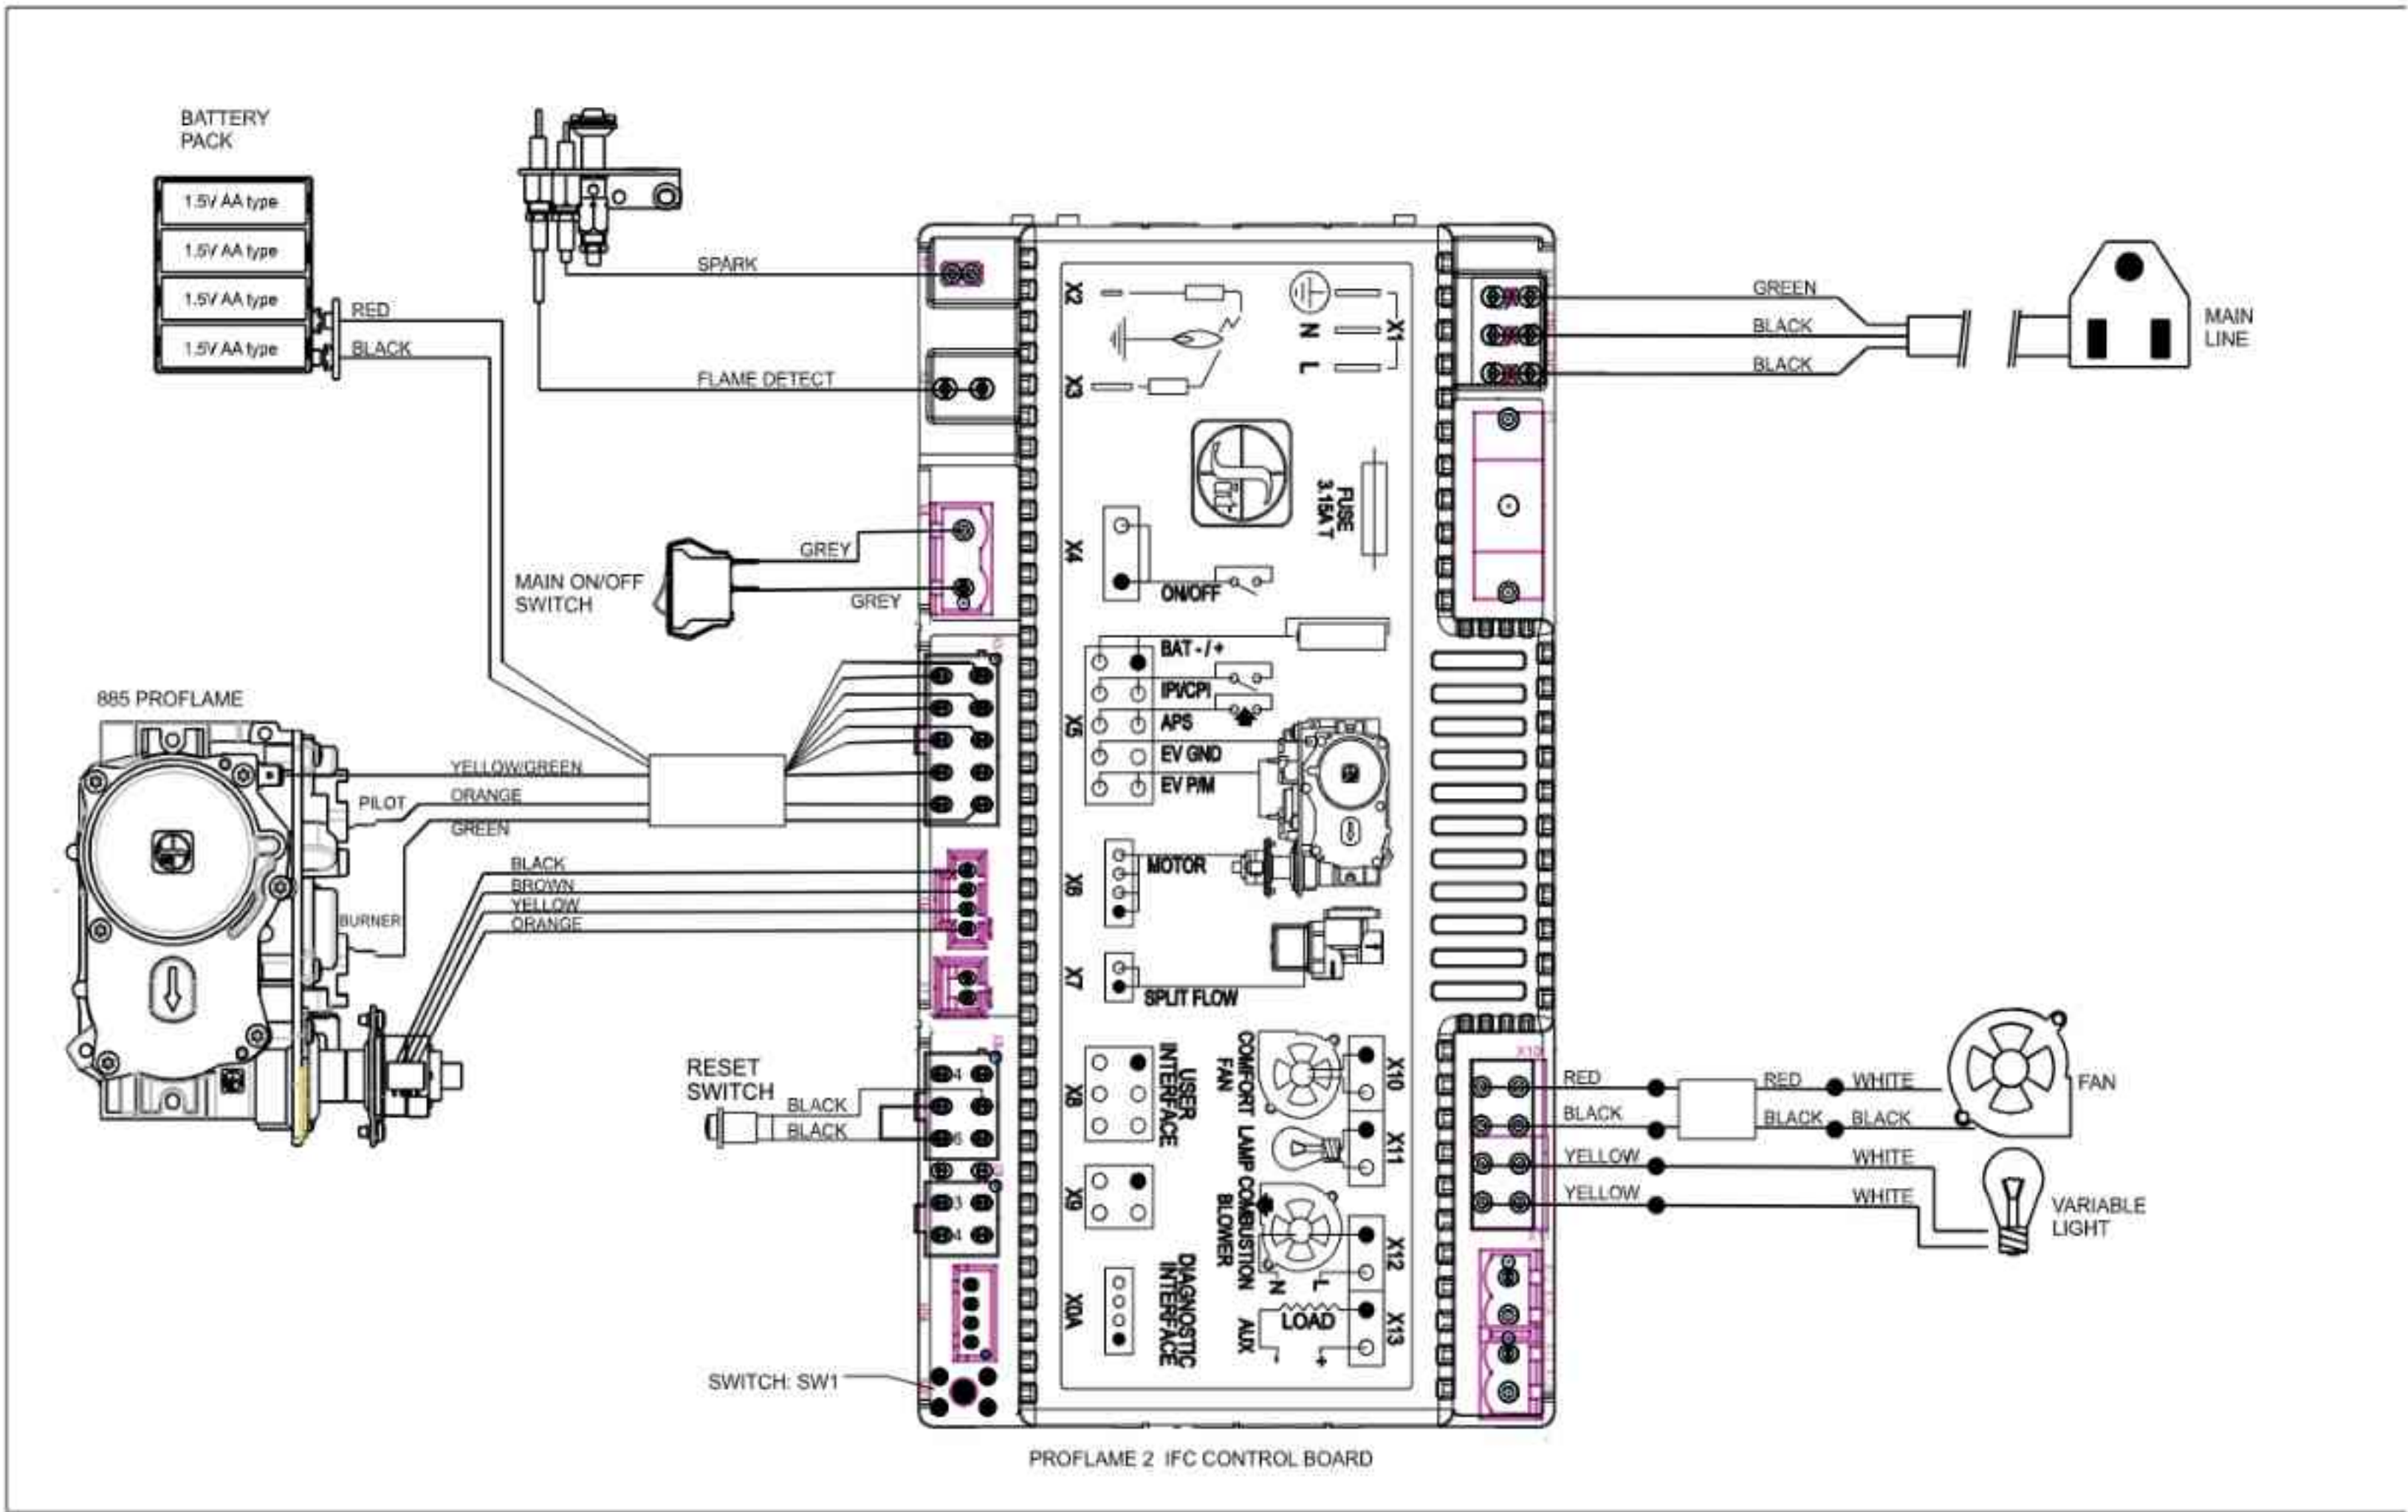 BATTERY
PACK
1.5V AA type
1.5V AA type
1.5V AA type
1.5V AA type
RED
BLACK
SPARK
FLAME DETECT
MAIN ON/OFF
SWITCH
GREY
GREY
885 PROFLAME
YELLOW/GREEN
PILOT
ORANGE
GREEN
BURNER
BLACK
BROWN
YELLOW
ORANGE
RESET
SWITCH
BLACK
BLACK
4
6
3
4
SWITCH: SW1
X2
X3
X4
ON/OFF
X5
BAT - / +
IPI/CPI
APS
EV GND
EV P/M
X6
MOTOR
X7
SPLIT FLOW
X8
USER
INTERFACE
X9
X0A
DIAGNOSTIC
INTERFACE
N
L
X1
FUSE
3.15A T
COMFORT
FAN
X10
LAMP
X11
COMBUSTION
BLOWER
N
L
X12
AUX
LOAD
-
+
X13
GREEN
BLACK
BLACK
MAIN
LINE
X10
RED
RED
WHITE
BLACK
BLACK
BLACK
FAN
YELLOW
WHITE
YELLOW
WHITE
VARIABLE
LIGHT
PROFLAME 2 IFC CONTROL BOARD